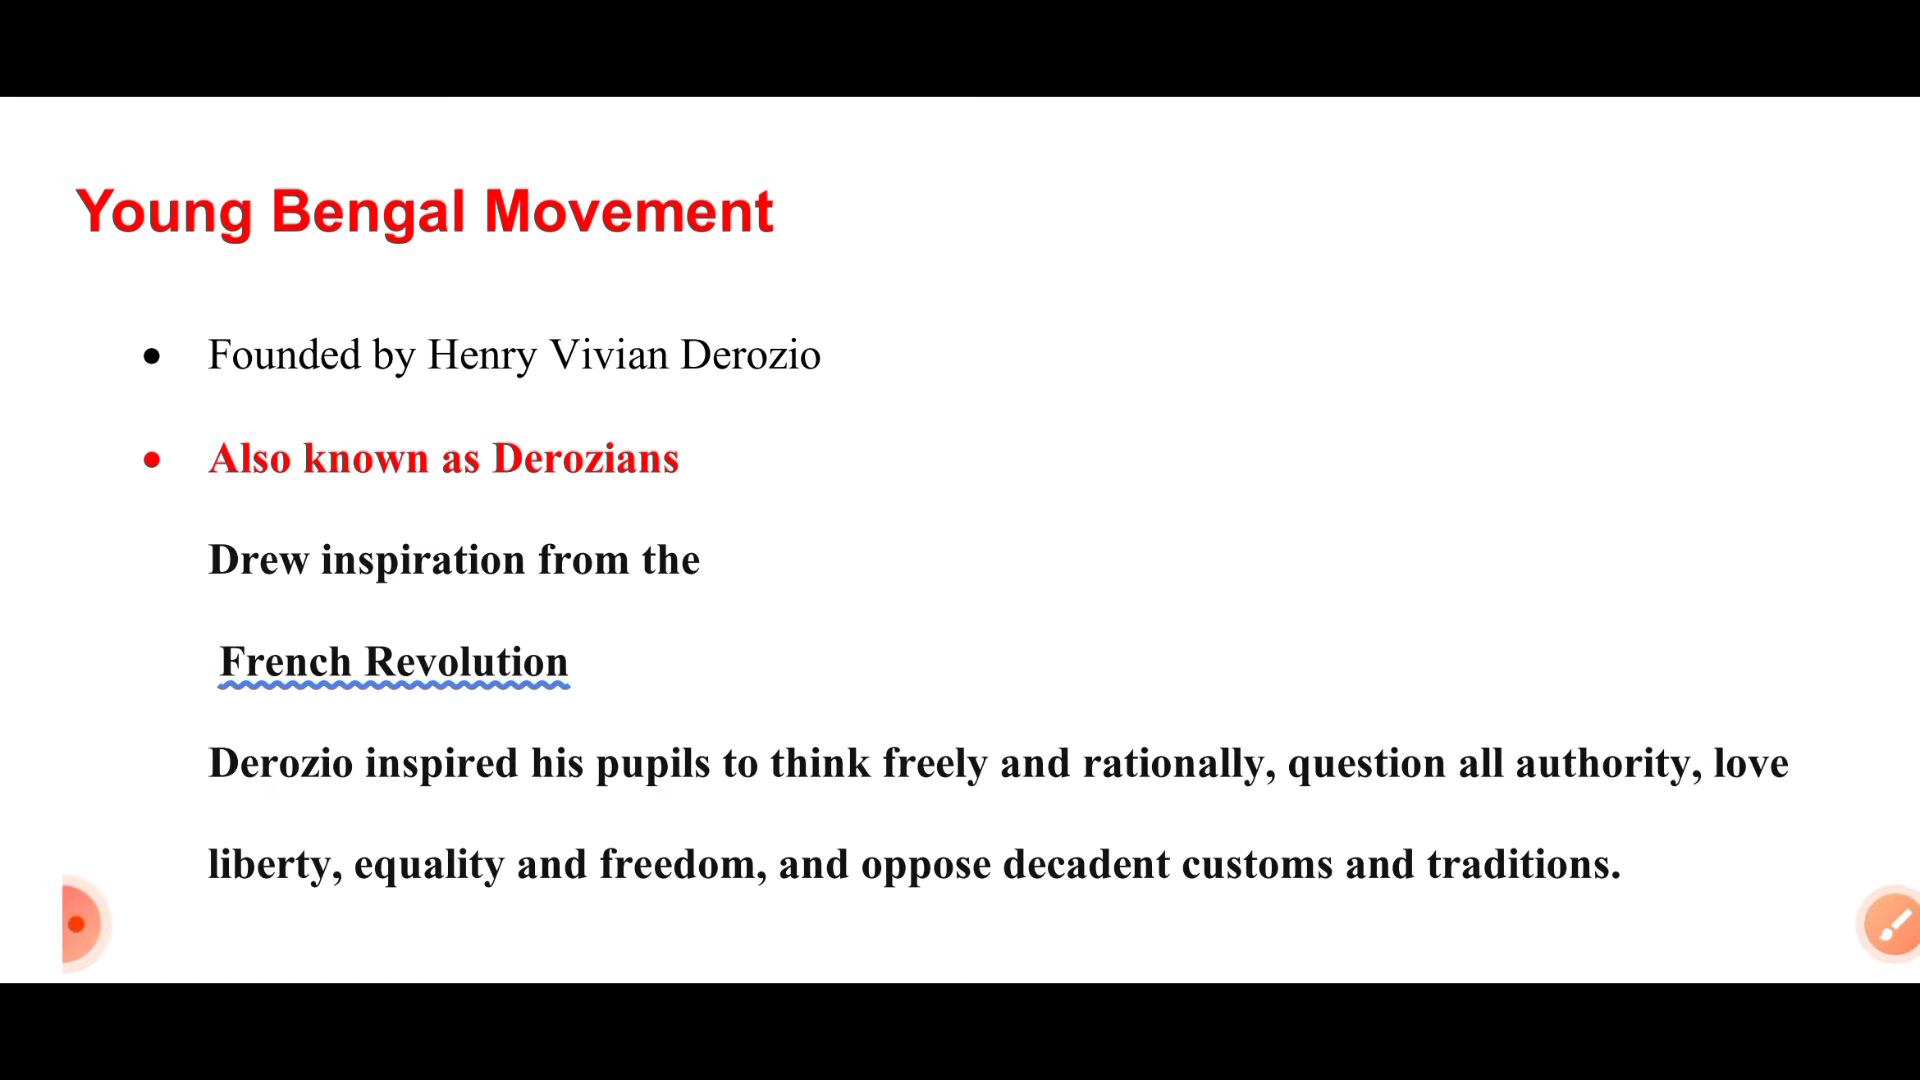 Young Bengal Movement
• Founded by Henry Vivian Derozio
• Also known as Derozians
Drew inspiration from the
French Revolution
Derozio inspired his pupils to think freely and rationally, question all authority, love
liberty, equality and freedom, and oppose decadent customs and traditions.